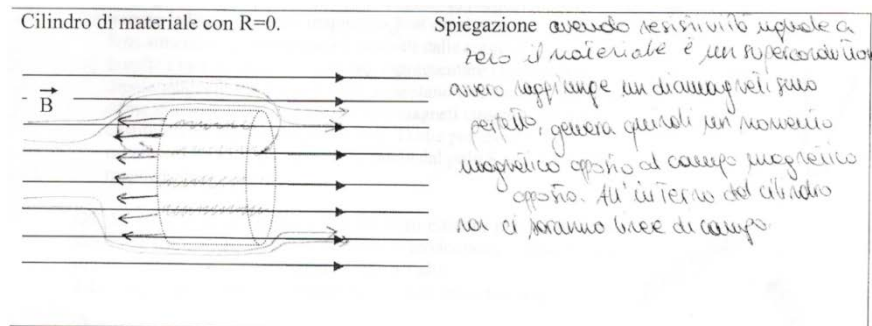 Cilindro di materiale con R=0.
B
Spiegazione avendo resistività uguale a
zero il materiale è un superconduttore
ovvero raggiunge un diamagnetismo
perfetto, genera quindi un momento
magnetico opposto al campo magnetico
opposto. All'interno del cilindro
non ci saranno linee di campo.